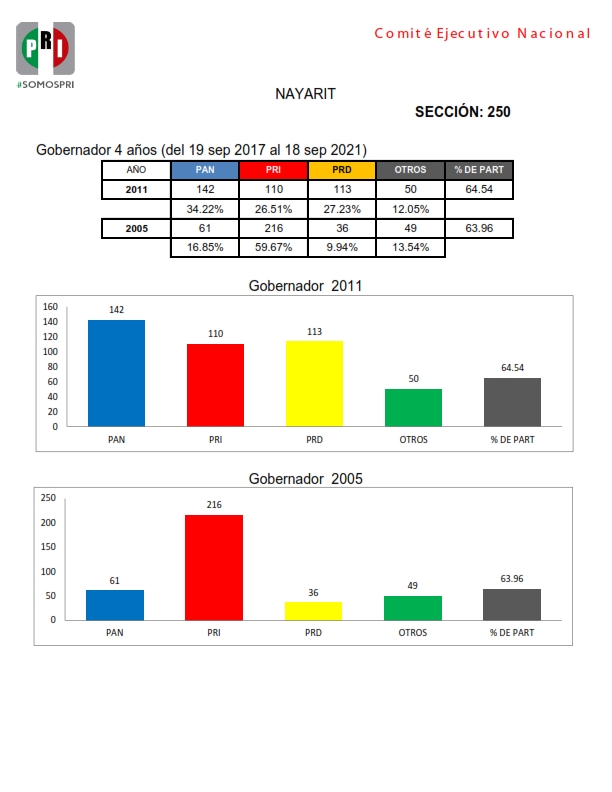 PRI
#SOMOSPRI
Comité Ejecutivo Nacional
NAYARIT
SECCIÓN: 250
Gobernador 4 años (del 19 sep 2017 al 18 sep 2021)
AÑO PAN PRI PRD OTROS % DE PART
2011 142 110 113 50 64.54
34.22% 26.51% 27.23% 12.05%
2005 61 216 36 49 63.96
16.85% 59.67% 9.94% 13.54%
Gobernador 2011
160
140
120
100
80
60
40
20
0
142
110
113
50
64.54
PAN PRI PRD OTROS % DE PART
Gobernador 2005
250
200
150
100
50
0
61
216
36
49
63.96
PAN PRI PRD OTROS % DE PART